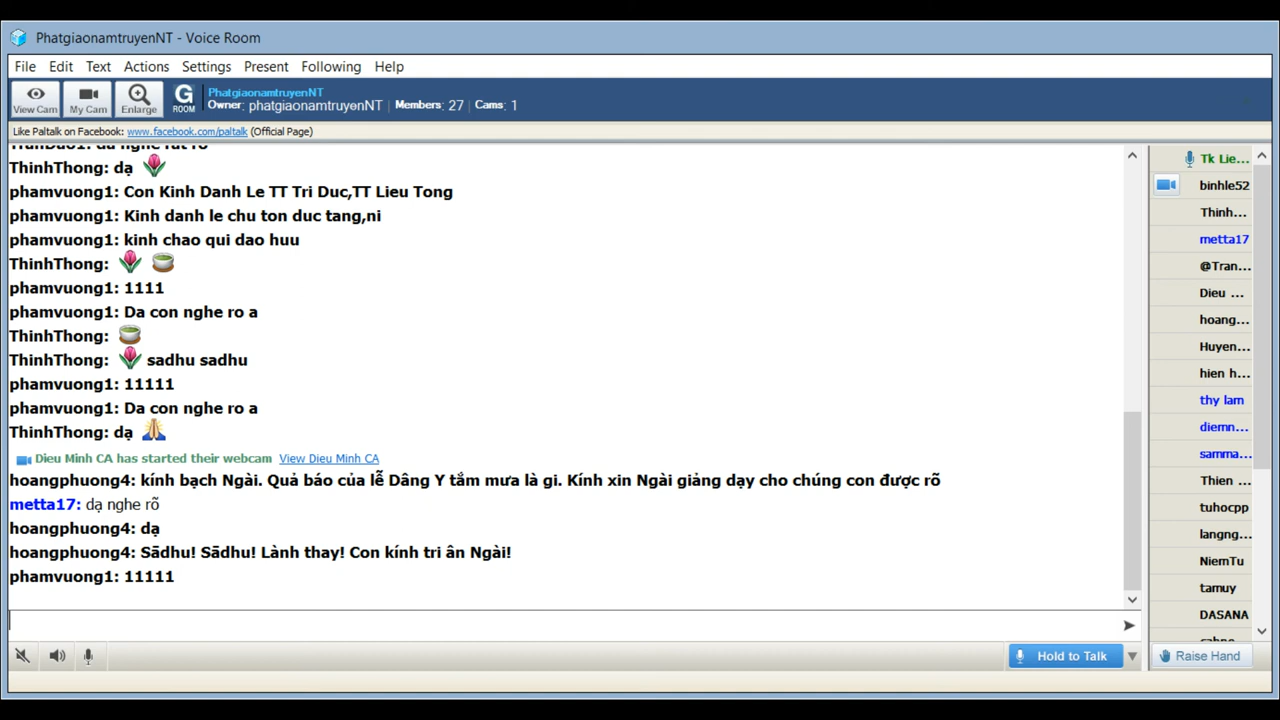 PhatgiaonamtruyenNT - Voice Room
File Edit Text Actions Settings Present Following Help
View Cam My Cam Enlarge G ROOM
PhatgiaonamtruyenNT
Owner: phatgiaonamtruyenNT | Members: 27 | Cams: 1
Like Paltalk on Facebook: www.facebook.com/paltalk (Official Page)
ThinhThong: dạ
phamvuong1: Con Kinh Danh Le TT Tri Duc,TT Lieu Tong
phamvuong1: Kinh danh le chu ton duc tang,ni
phamvuong1: kinh chao qui dao huu
ThinhThong:
phamvuong1: 1111
phamvuong1: Da con nghe ro a
ThinhThong:
ThinhThong: sadhu sadhu
phamvuong1: 11111
phamvuong1: Da con nghe ro a
ThinhThong: dạ
Dieu Minh CA has started their webcam View Dieu Minh CA
hoangphuong4: kính bạch Ngài. Quả báo của lễ Dâng Y tắm mưa là gi. Kính xin Ngài giảng dạy cho chúng con được rõ
metta17: dạ nghe rõ
hoangphuong4: dạ
hoangphuong4: Sādhu! Sādhu! Lành thay! Con kính tri ân Ngài!
phamvuong1: 11111
Tk Lie...
binhle52
Thinh...
metta17
@Tran...
Dieu ...
hoang...
Huyen...
hien h...
thy lam
diemn...
samma...
Thien ...
tuhocpp
langng...
NiemTu
tamuy
DASANA
Hold to Talk
Raise Hand